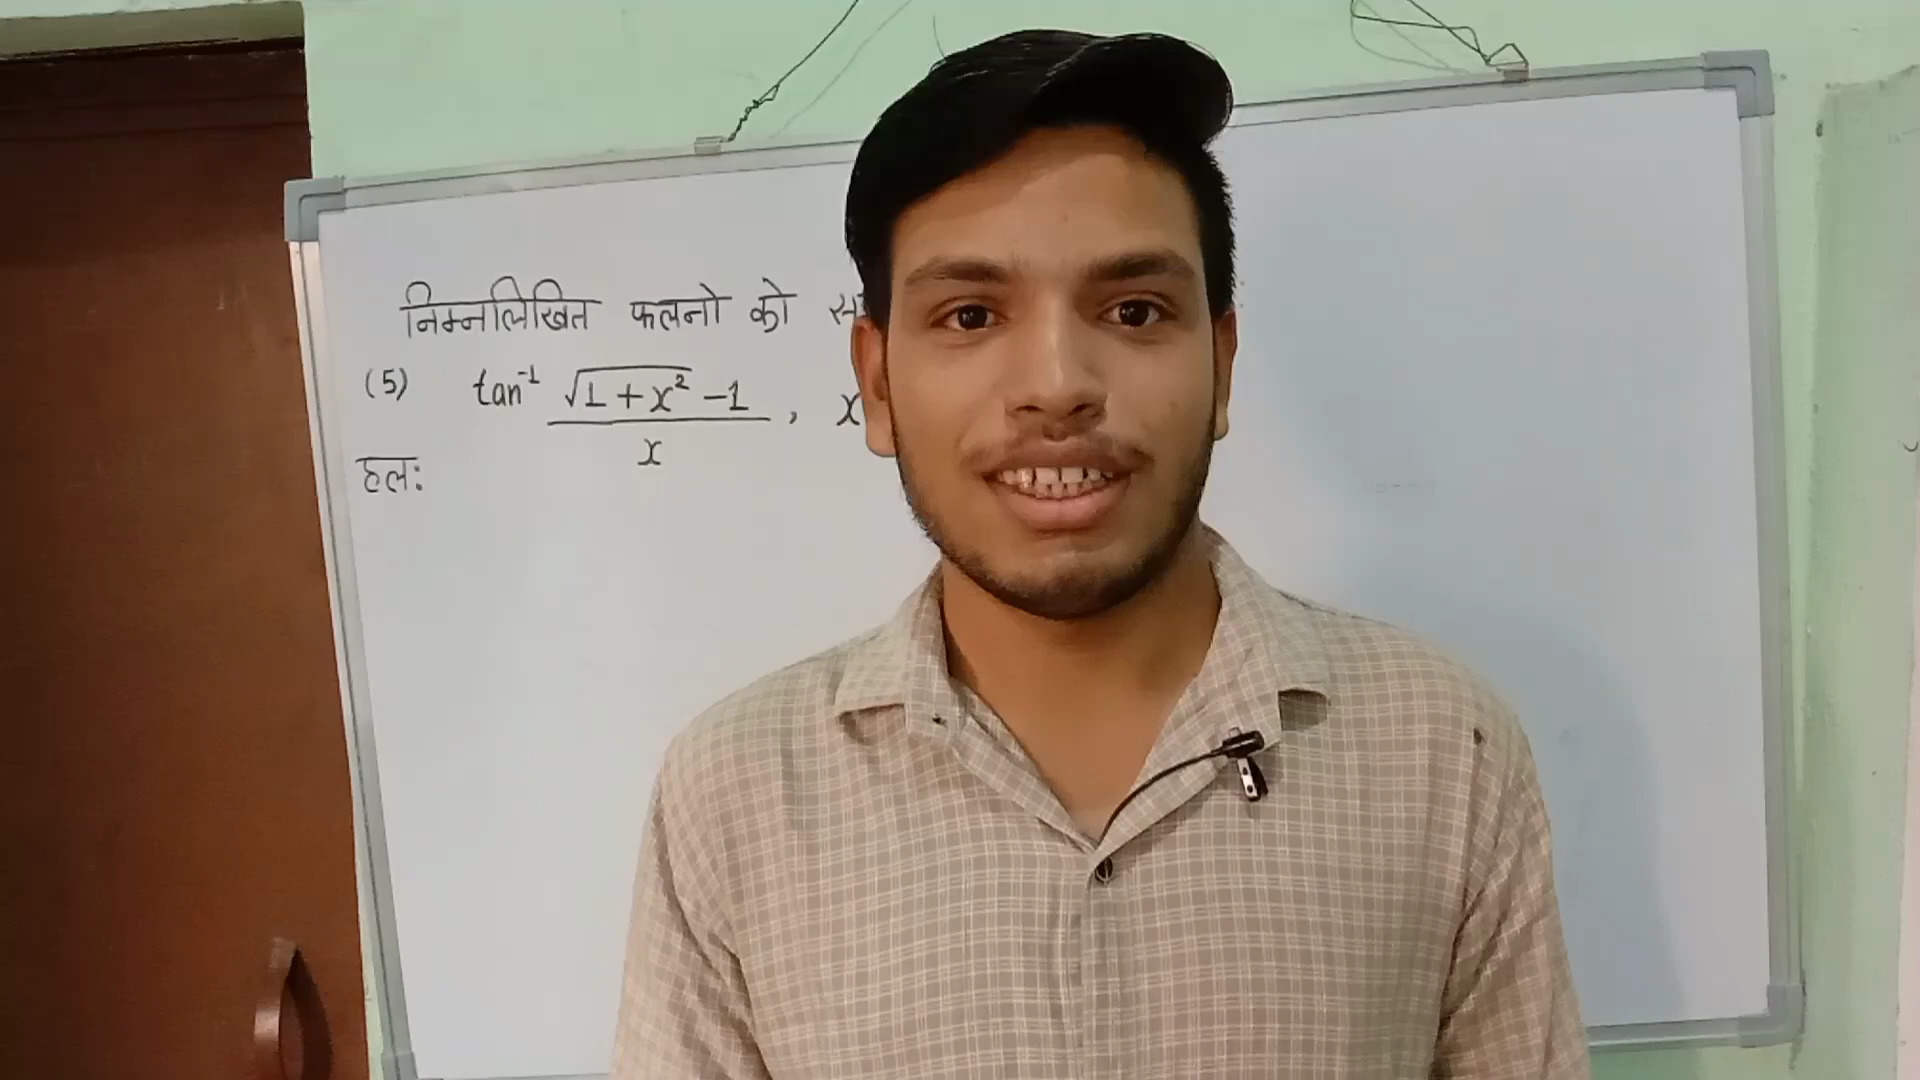 निम्नलिखित फलनो को
(5) tan⁻¹ (√(1+x²) -1)/x , x
हल: